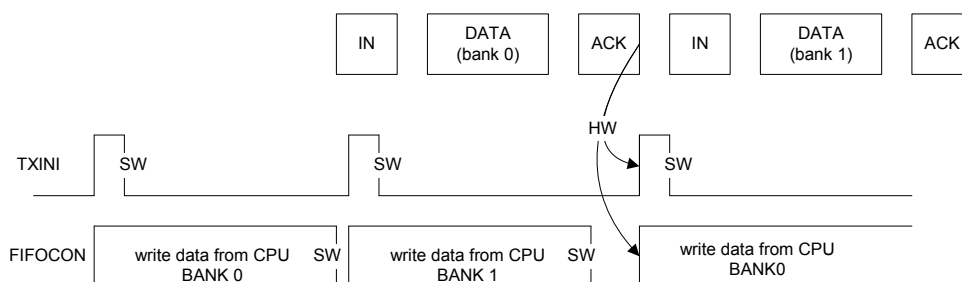 IN DATA ACK IN DATA ACK
(bank 0) (bank 1)
HW
TXINI SW SW SW
FIFOCON write data from CPU SW write data from CPU SW write data from CPU
BANK 0 BANK 1 BANK0